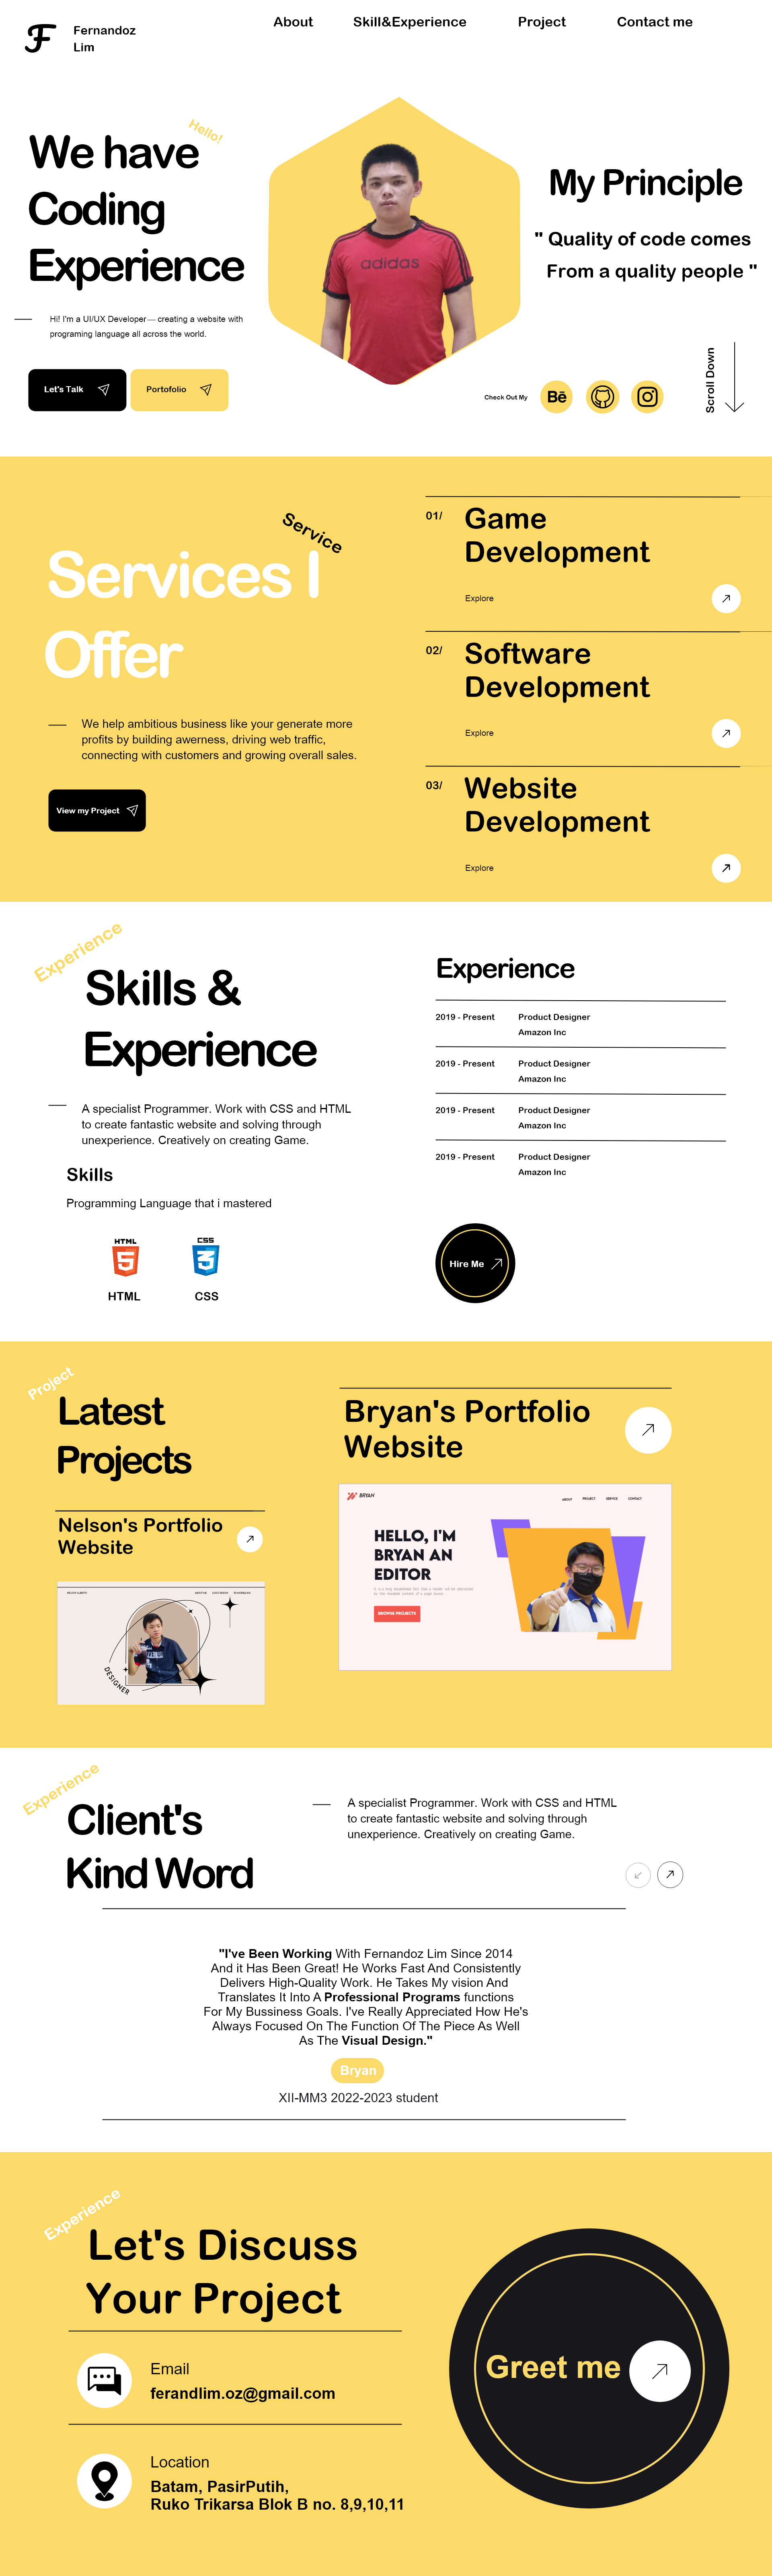 F
Fernandoz
Lim
About
Skill&Experience
Project
Contact me
Hello!
We have
Coding
Experience
Hi! I'm a UI/UX Developer— creating a website with
programing language all across the world.
Let's Talk
Portofolio
adidas
My Principle
" Quality of code comes
From a quality people "
Check Out My
Bē
Scroll Down
Service
Services I
Offer
We help ambitious business like your generate more
profits by building awerness, driving web traffic,
connecting with customers and growing overall sales.
View my Project
01/
Game
Development
Explore
02/
Software
Development
Explore
03/
Website
Development
Explore
Experience
Skills &
Experience
A specialist Programmer. Work with CSS and HTML
to create fantastic website and solving through
unexperience. Creatively on creating Game.
Skills
Programming Language that i mastered
HTML
5
HTML
CSS
3
CSS
Experience
2019 - Present
Product Designer
Amazon Inc
2019 - Present
Product Designer
Amazon Inc
2019 - Present
Product Designer
Amazon Inc
2019 - Present
Product Designer
Amazon Inc
Hire Me
Project
Latest
Projects
Nelson's Portfolio
Website
DESIGNER
Bryan's Portfolio
Website
BRYAN
ABOUT
PROJECT
SERVICE
CONTACT
HELLO, I'M
BRYAN AN
EDITOR
BROWSE PROJECTS
Experience
Client's
Kind Word
A specialist Programmer. Work with CSS and HTML
to create fantastic website and solving through
unexperience. Creatively on creating Game.
"I've Been Working With Fernandoz Lim Since 2014
And it Has Been Great! He Works Fast And Consistently
Delivers High-Quality Work. He Takes My vision And
Translates It Into A Professional Programs functions
For My Bussiness Goals. I've Really Appreciated How He's
Always Focused On The Function Of The Piece As Well
As The Visual Design."
Bryan
XII-MM3 2022-2023 student
Experience
Let's Discuss
Your Project
Email
ferandlim.oz@gmail.com
Location
Batam, PasirPutih,
Ruko Trikarsa Blok B no. 8,9,10,11
Greet me